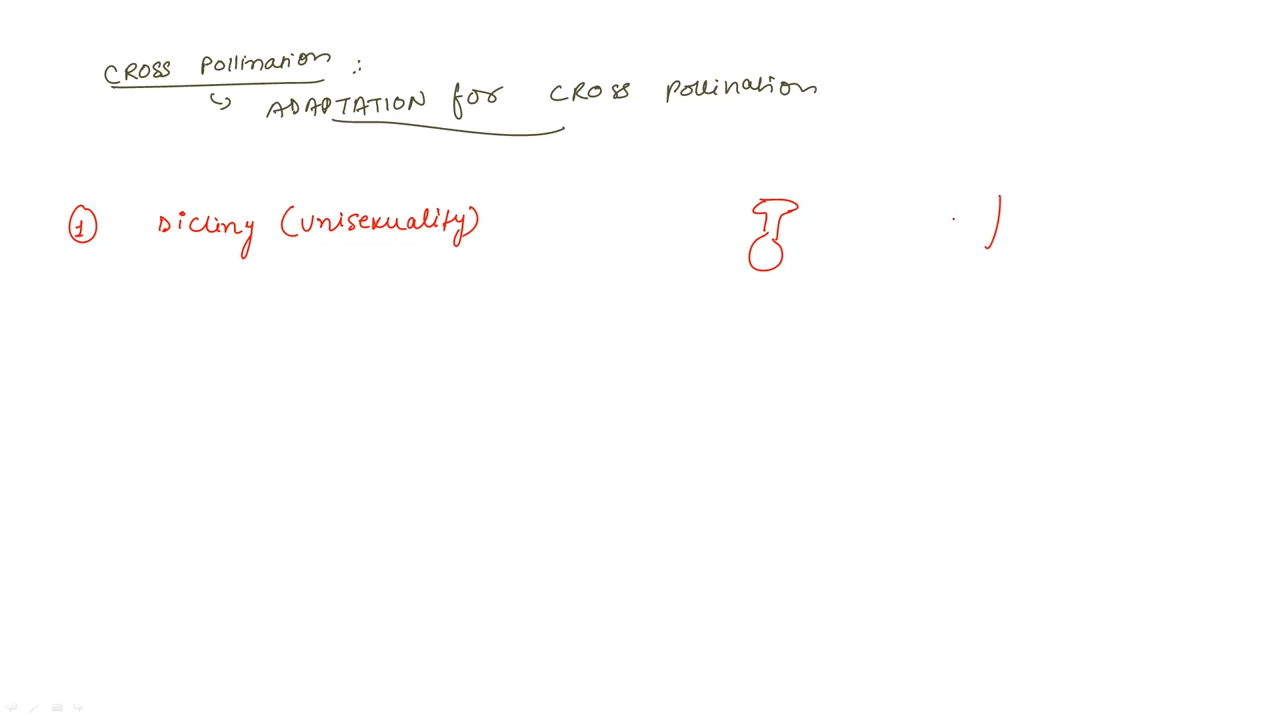 CROSS Pollination :
↳ ADAPTATION for CROSS Pollination
① Dicliny (Unisexuality)